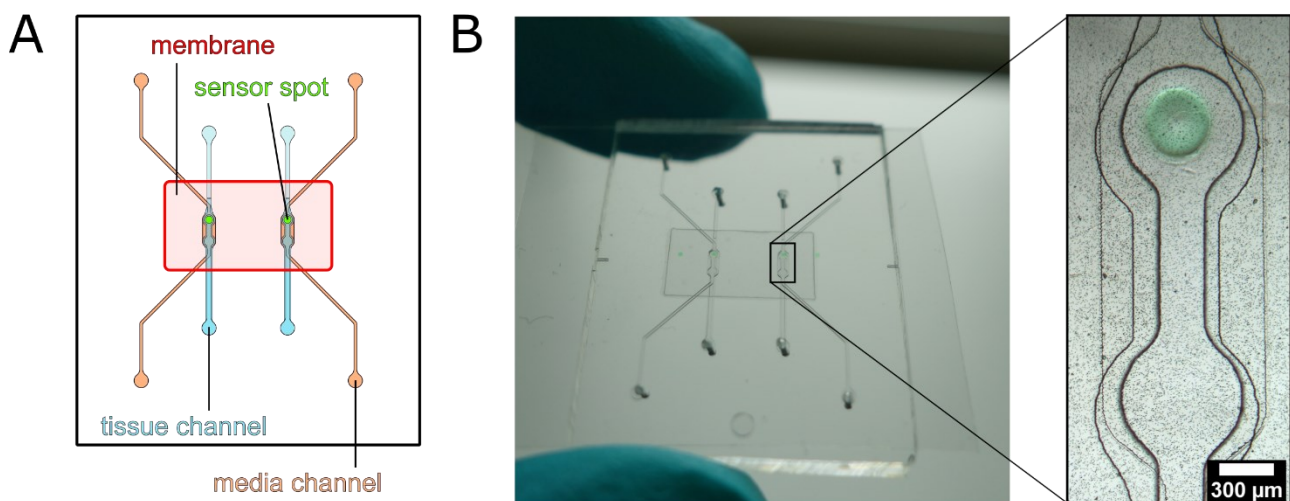 A
membrane
sensor spot
tissue channel
media channel
B
300 µm